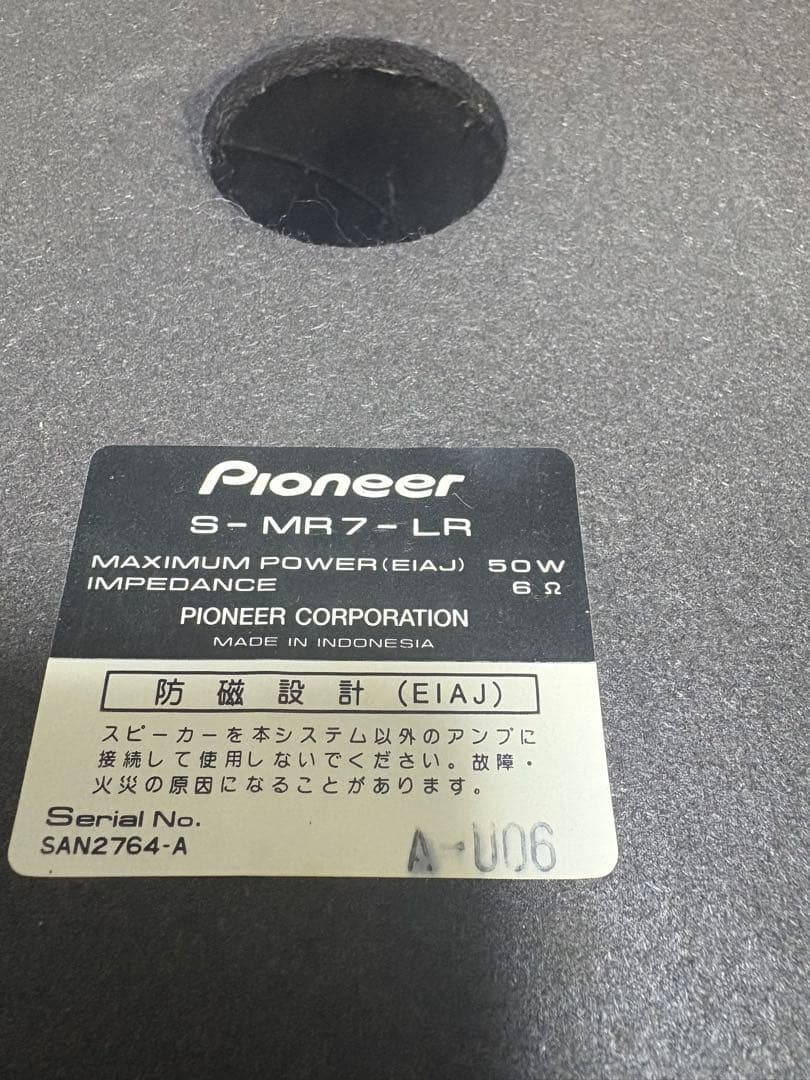 Pioneer
S-MR7-LR
MAXIMUM POWER(EIAJ) 50W
IMPEDANCE 6Ω
PIONEER CORPORATION
MADE IN INDONESIA
防磁設計(EIAJ)
スピーカーを本システム以外のアンプに
接続して使用しないでください。故障・
火災の原因になることがあります。
Serial No.
SAN2764-A
A-U06